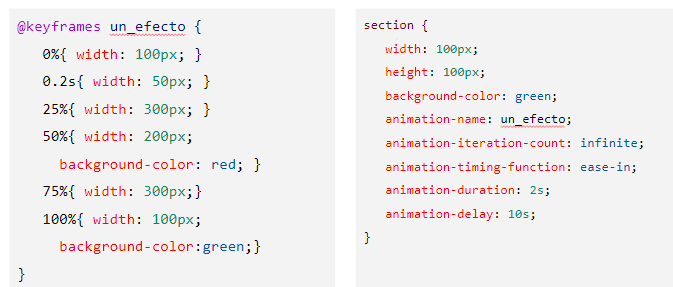 @keyframes un_efecto {
0%{ width: 100px; }
0.2s{ width: 50px; }
25%{ width: 300px; }
50%{ width: 200px;
background-color: red; }
75%{ width: 300px;}
100%{ width: 100px;
background-color:green;}
}
section {
width: 100px;
height: 100px;
background-color: green;
animation-name: un_efecto;
animation-iteration-count: infinite;
animation-timing-function: ease-in;
animation-duration: 2s;
animation-delay: 10s;
}